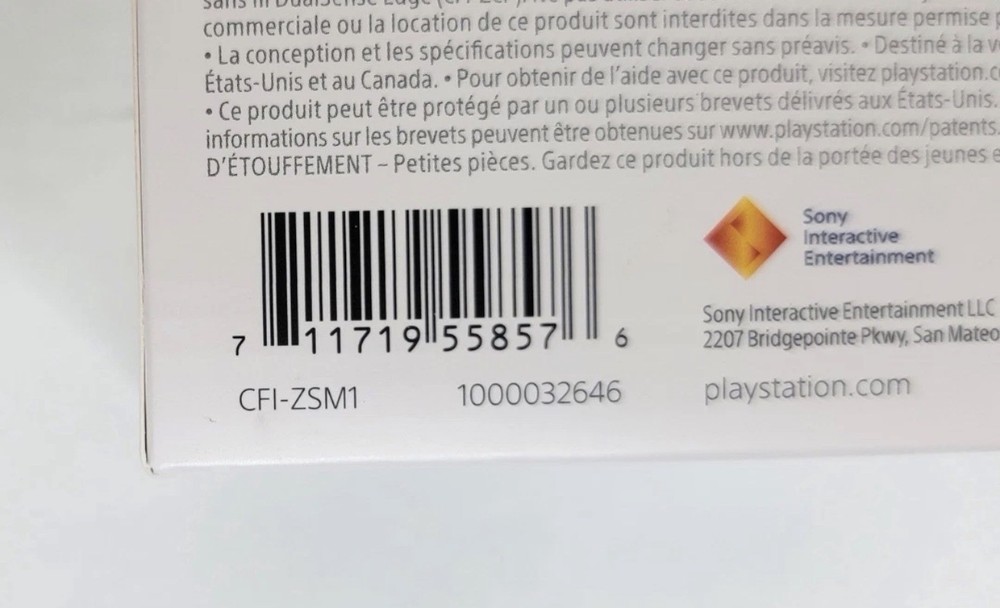 commerciale ou la location de ce produit sont interdites dans la mesure permise
• La conception et les spécifications peuvent changer sans préavis. • Destiné à la
États-Unis et au Canada. • Pour obtenir de l'aide avec ce produit, visitez playstation.c
• Ce produit peut être protégé par un ou plusieurs brevets délivrés aux États-Unis.
informations sur les brevets peuvent être obtenues sur www.playstation.com/patents.
D'ÉTOUFFEMENT – Petites pièces. Gardez ce produit hors de la portée des jeunes
Sony
Interactive
Entertainment
7 11719 55857 6
Sony Interactive Entertainment LLC
2207 Bridgepointe Pkwy, San Mateo
CFI-ZSM1 1000032646
playstation.com